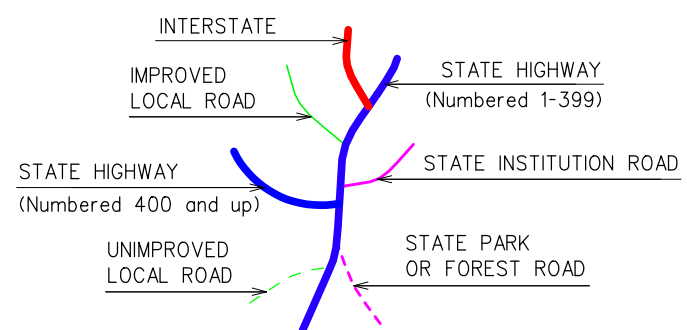 INTERSTATE
STATE HIGHWAY
(Numbered 1-399)
IMPROVED
LOCAL ROAD
STATE INSTITUTION ROAD
STATE HIGHWAY
(Numbered 400 and up)
UNIMPROVED
LOCAL ROAD
STATE PARK
OR FOREST ROAD